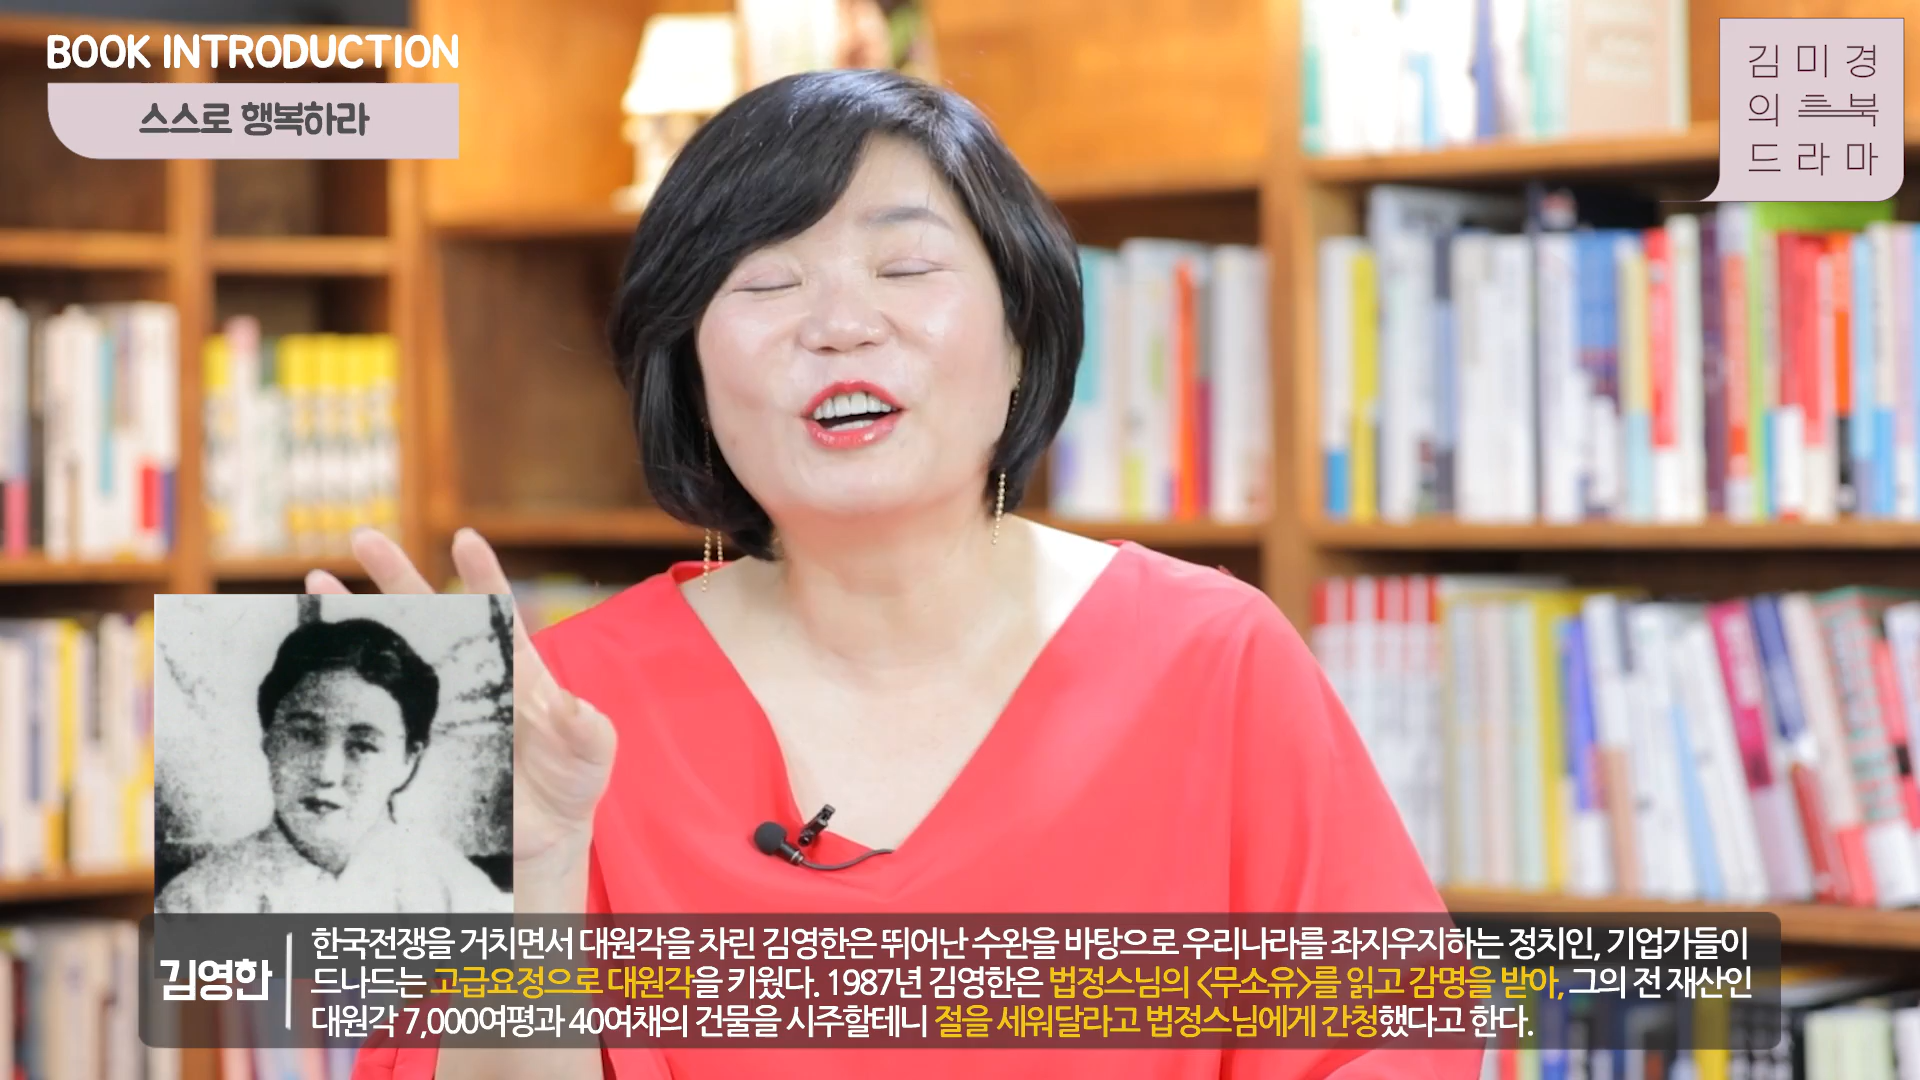 BOOK INTRODUCTION
스스로 행복하라
김미경
의 북
드라마
김영한
한국전쟁을 거치면서 대원각을 차린 김영한은 뛰어난 수완을 바탕으로 우리나라를 좌지우지하는 정치인, 기업가들이
드나드는 고급요정으로 대원각을 키웠다. 1987년 김영한은 법정스님의 <무소유>를 읽고 감명을 받아, 그의 전 재산인
대원각 7,000여평과 40여채의 건물을 시주할테니 절을 세워달라고 법정스님에게 간청했다고 한다.